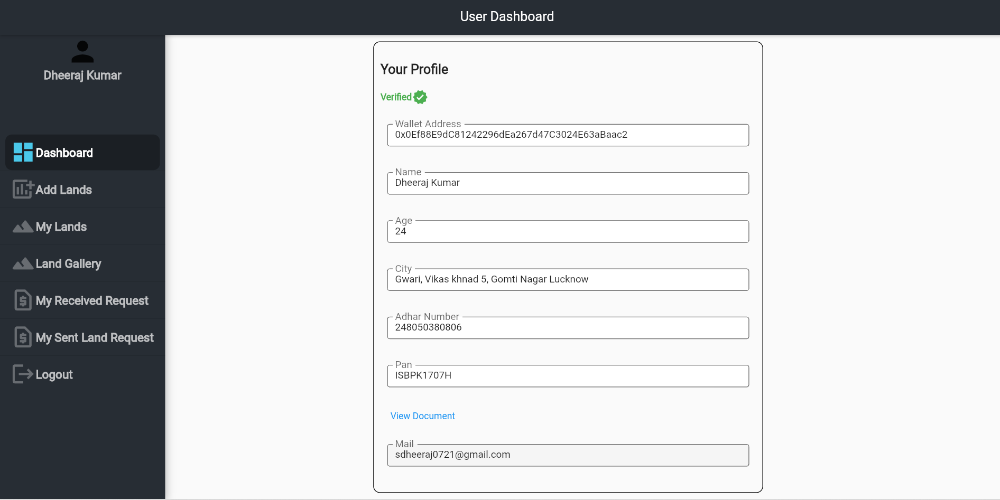 User Dashboard
Dheeraj Kumar
Dashboard
Add Lands
My Lands
Land Gallery
My Received Request
My Sent Land Request
Logout
Your Profile
Verified
Wallet Address
0x0Ef88E9dC81242296dEa267d47C3024E63aBaac2
Name
Dheeraj Kumar
Age
24
City
Gwari, Vikas khnad 5, Gomti Nagar Lucknow
Adhar Number
248050380806
Pan
ISBPK1707H
View Document
Mail
sdheeraj0721@gmail.com